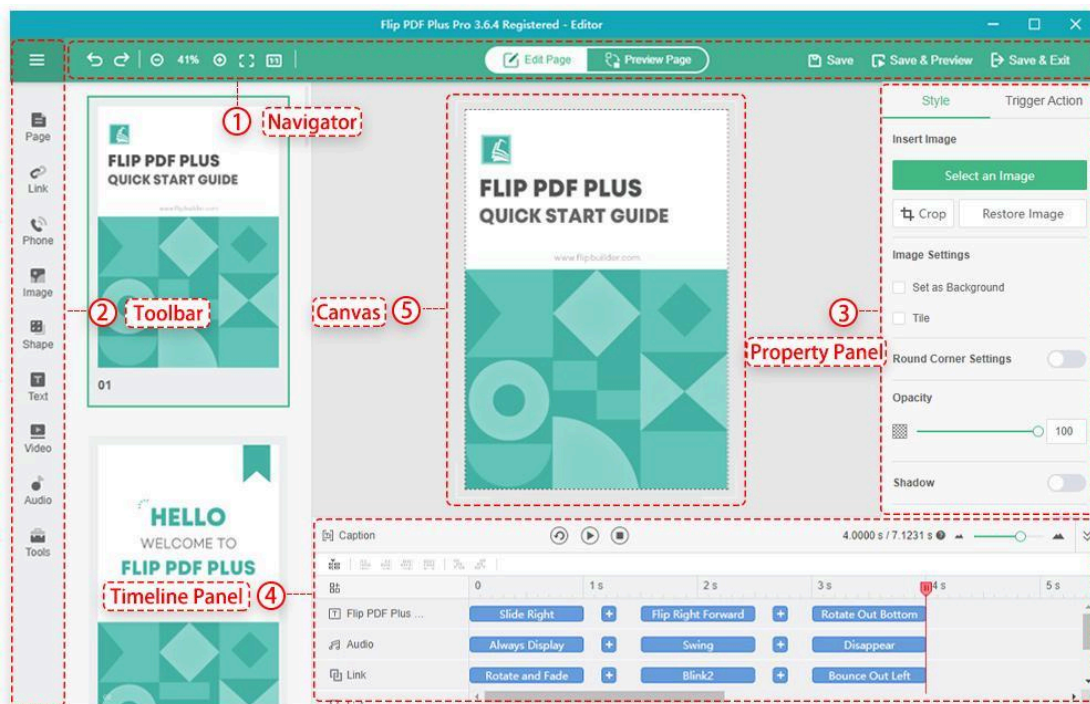 Flip PDF Plus Pro 3.6.4 Registered - Editor
41%
Edit Page
Preview Page
Save
Save & Preview
Save & Exit
1 Navigator
Page
Link
Phone
Image
Shape
Text
Video
Audio
Tools
2 Toolbar
FLIP PDF PLUS
QUICK START GUIDE
www.flipbuilder.com
01
HELLO
WELCOME TO
FLIP PDF PLUS
Canvas 5
FLIP PDF PLUS
QUICK START GUIDE
www.flipbuilder.com
3
Property Panel
Style
Trigger Action
Insert Image
Select an Image
Crop
Restore Image
Image Settings
Set as Background
Tile
Round Corner Settings
Opacity
100
Shadow
Timeline Panel 4
Caption
4.0000 s / 7.1231 s
0 1 s 2 s 3 s 4 s 5 s
Flip PDF Plus ... Slide Right + Flip Right Forward + Rotate Out Bottom
Audio Always Display + Swing + Disappear
Link Rotate and Fade + Blink2 + Bounce Out Left